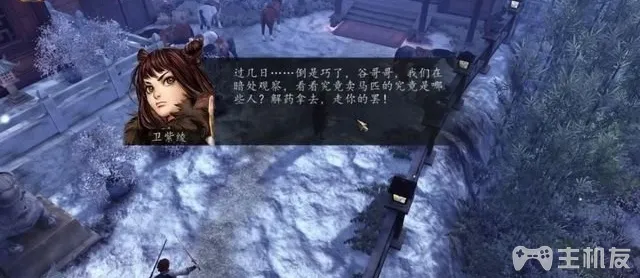 过几日……倒是巧了，谷哥哥，我们在
暗处观察，看看究竟卖马匹的究竟是哪
些人？解药拿去，走你的罢！
卫紫绫
主机友